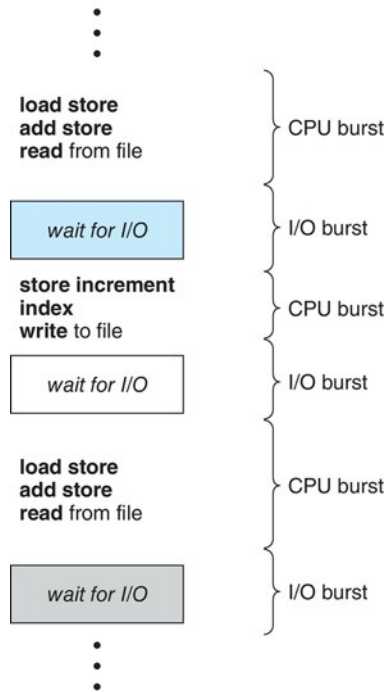 load store
add store
read from file
CPU burst
wait for I/O
I/O burst
store increment
index
write to file
CPU burst
wait for I/O
I/O burst
load store
add store
read from file
CPU burst
wait for I/O
I/O burst